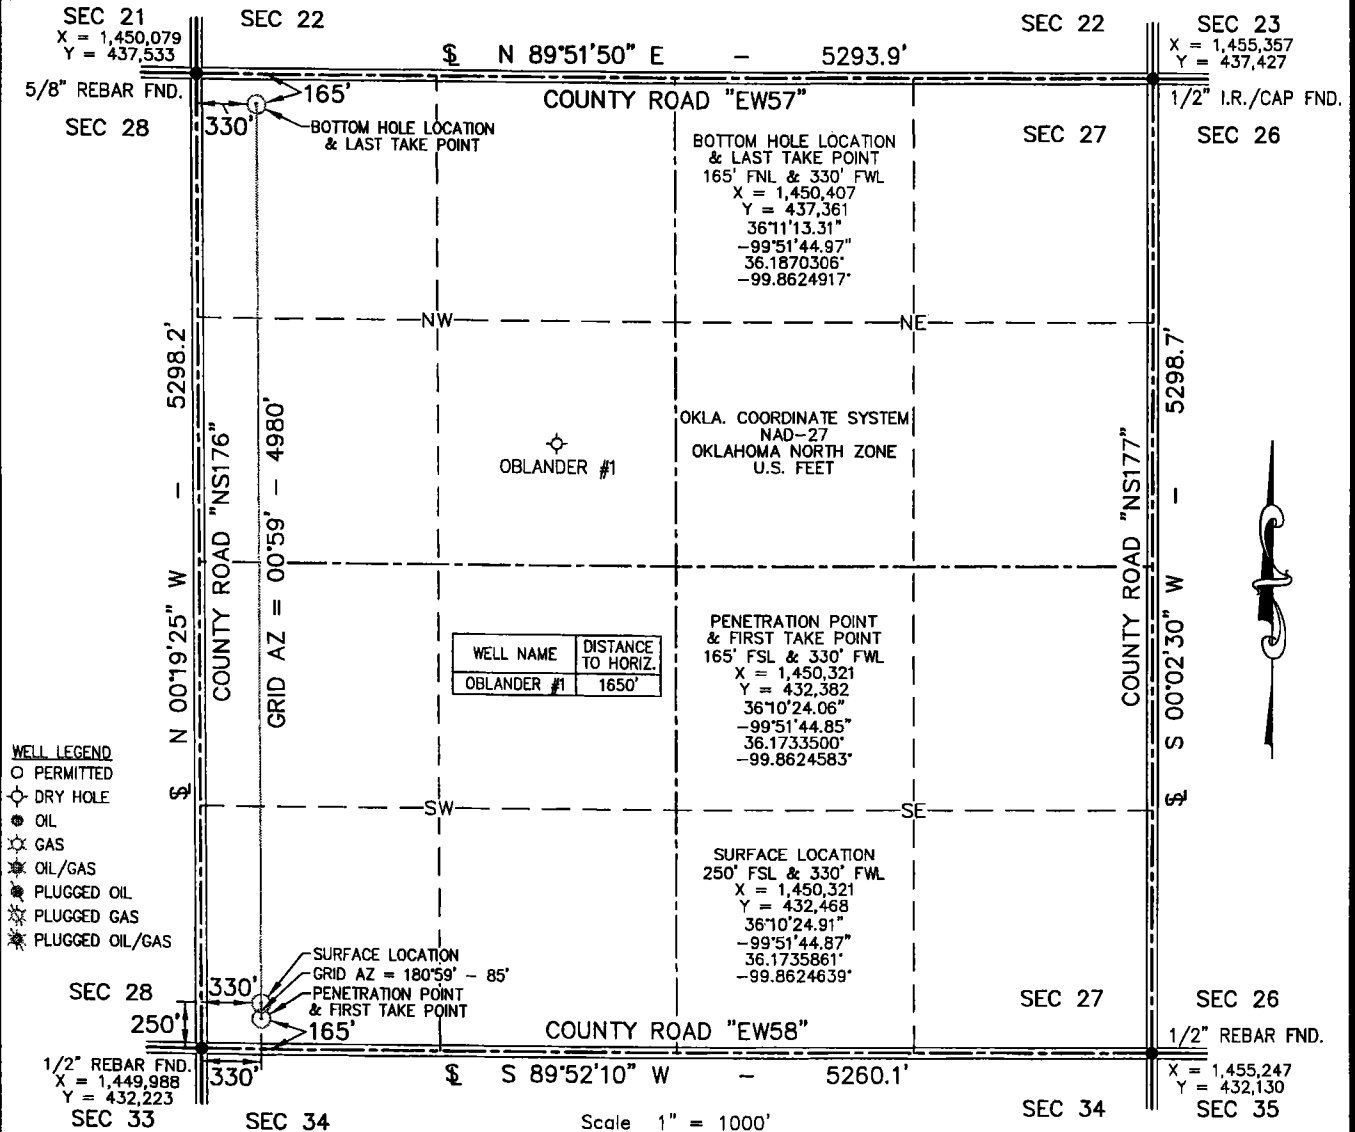 SEC 21
X = 1,450,079
Y = 437,533
SEC 22
SEC 22
SEC 23
X = 1,455,357
Y = 437,427
℄ N 89°51'50" E - 5293.9'
5/8" REBAR FND.
165'
COUNTY ROAD "EW57"
1/2" I.R./CAP FND.
SEC 28
330'
BOTTOM HOLE LOCATION
& LAST TAKE POINT
SEC 27
SEC 26
BOTTOM HOLE LOCATION
& LAST TAKE POINT
165' FNL & 330' FWL
X = 1,450,407
Y = 437,361
36°11'13.31"
-99°51'44.97"
36.1870306°
-99.8624917°
NW
NE
℄ N 00°19'25" W - 5298.2'
COUNTY ROAD "NS176"
GRID AZ = 00°59' - 4980'
OBLANDER #1
OKLA. COORDINATE SYSTEM
NAD-27
OKLAHOMA NORTH ZONE
U.S. FEET
COUNTY ROAD "NS177"
℄ S 00°02'30" W - 5298.7'
WELL NAME
DISTANCE
TO HORIZ.
OBLANDER #1
1650'
PENETRATION POINT
& FIRST TAKE POINT
165' FSL & 330' FWL
X = 1,450,321
Y = 432,382
36°10'24.06"
-99°51'44.85"
36.1733500°
-99.8624583°
WELL LEGEND
PERMITTED
DRY HOLE
OIL
GAS
OIL/GAS
PLUGGED OIL
PLUGGED GAS
PLUGGED OIL/GAS
SW
SE
SURFACE LOCATION
250' FSL & 330' FWL
X = 1,450,321
Y = 432,468
36°10'24.91"
-99°51'44.87"
36.1735861°
-99.8624639°
SURFACE LOCATION
GRID AZ = 180°59' - 85'
PENETRATION POINT
& FIRST TAKE POINT
SEC 28
330'
250'
165'
SEC 27
SEC 26
COUNTY ROAD "EW58"
1/2" REBAR FND.
1/2" REBAR FND.
X = 1,449,988
Y = 432,223
330'
℄ S 89°52'10" W - 5260.1'
X = 1,455,247
Y = 432,130
SEC 33
SEC 34
Scale 1" = 1000'
SEC 34
SEC 35